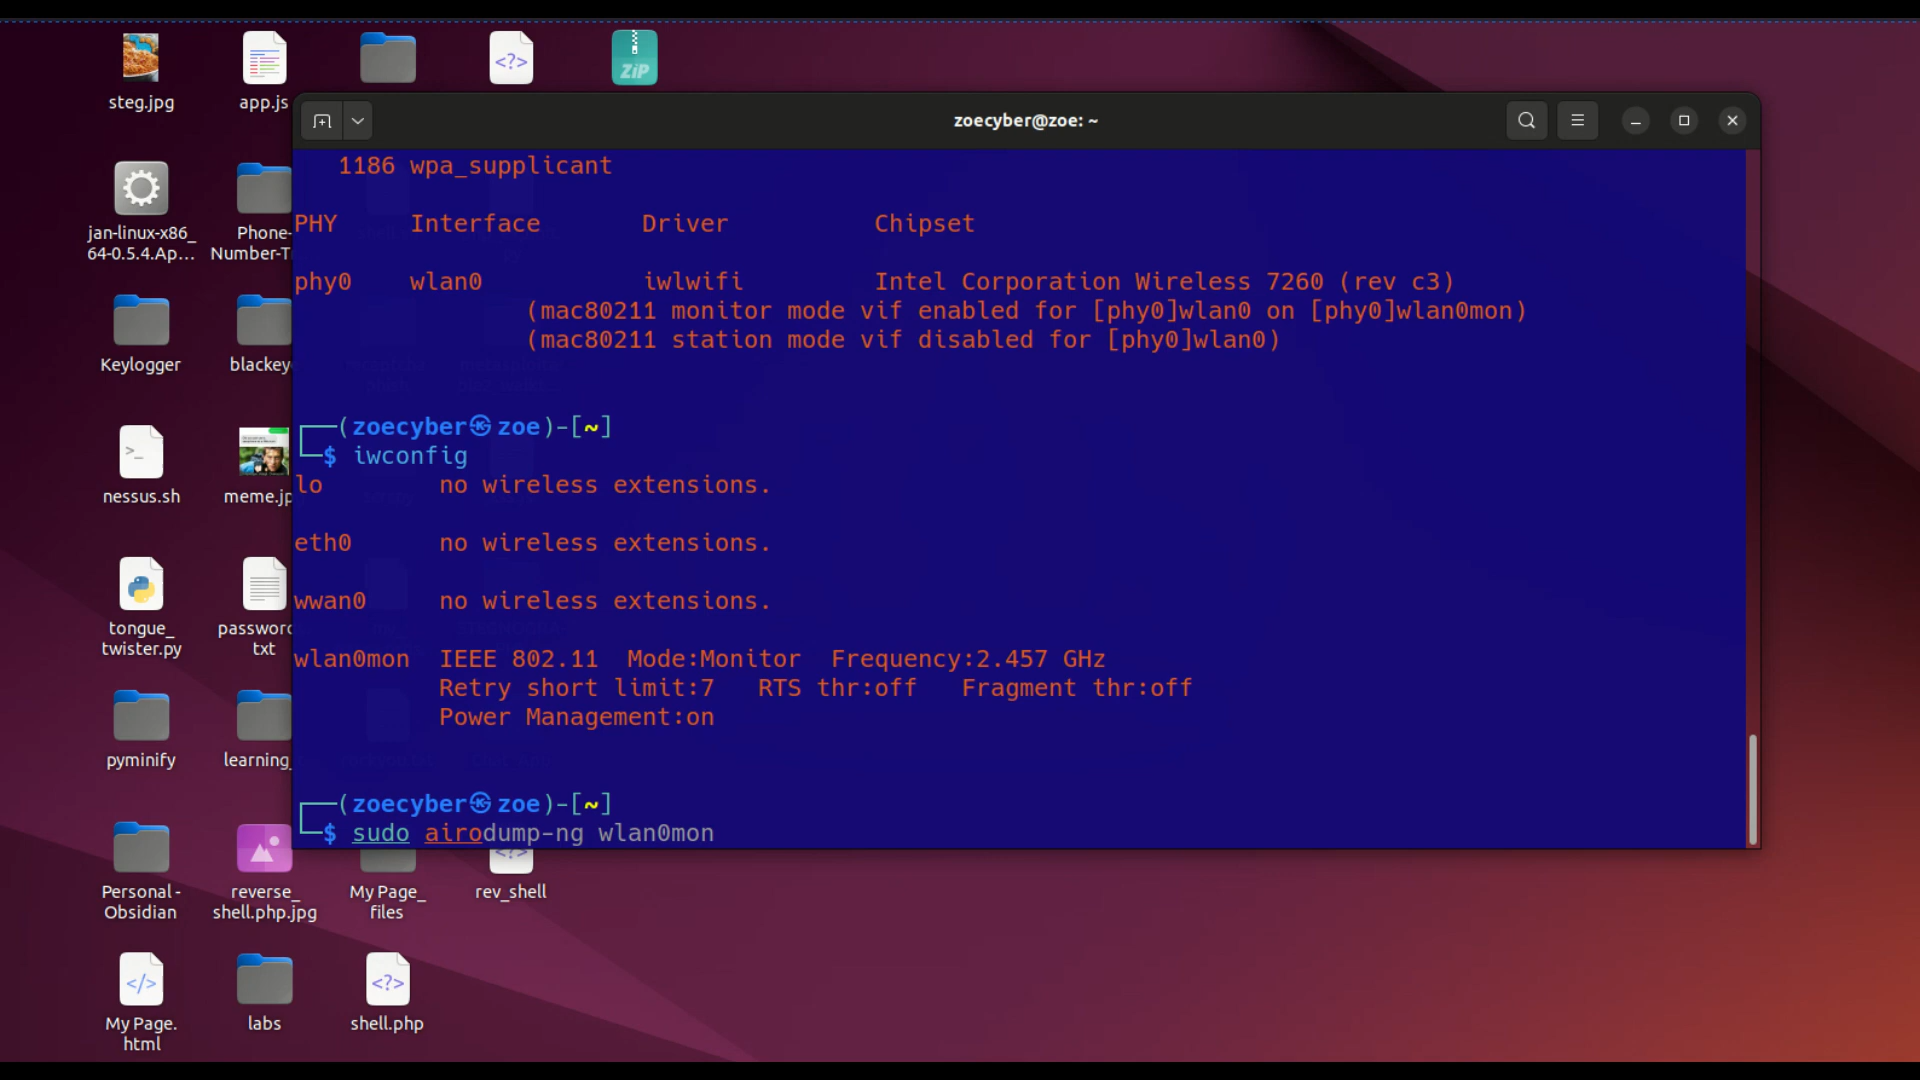 steg.jpg
app.js
ZiP
jan-linux-x86_
64-0.5.4.Ap...
Phone-
Number-T
Keylogger
blackeye
nessus.sh
meme.jp
tongue_
twister.py
password
txt
pyminify
learning_
Personal -
Obsidian
reverse_
shell.php.jpg
My Page_
files
rev_shell
My Page.
html
labs
shell.php
zoecyber@zoe: ~
1186 wpa_supplicant
PHY Interface Driver Chipset
phy0 wlan0 iwlwifi Intel Corporation Wireless 7260 (rev c3)
(mac80211 monitor mode vif enabled for [phy0]wlan0 on [phy0]wlan0mon)
(mac80211 station mode vif disabled for [phy0]wlan0)
┌──(zoecyber㉿zoe)-[~]
└─$ iwconfig
lo no wireless extensions.
eth0 no wireless extensions.
wwan0 no wireless extensions.
wlan0mon IEEE 802.11 Mode:Monitor Frequency:2.457 GHz
Retry short limit:7 RTS thr:off Fragment thr:off
Power Management:on
┌──(zoecyber㉿zoe)-[~]
└─$ sudo airodump-ng wlan0mon